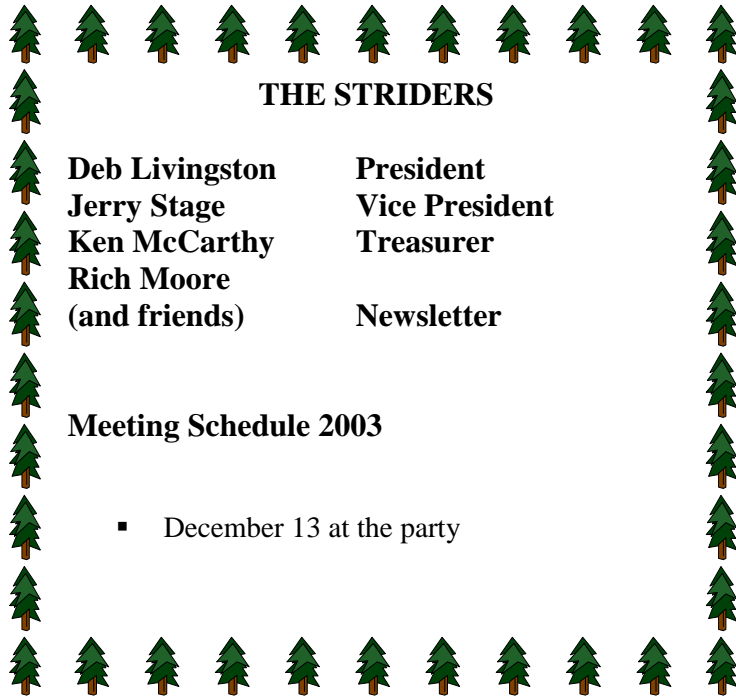 THE STRIDERS
Deb Livingston President
Jerry Stage Vice President
Ken McCarthy Treasurer
Rich Moore
(and friends) Newsletter
Meeting Schedule 2003
▪ December 13 at the party